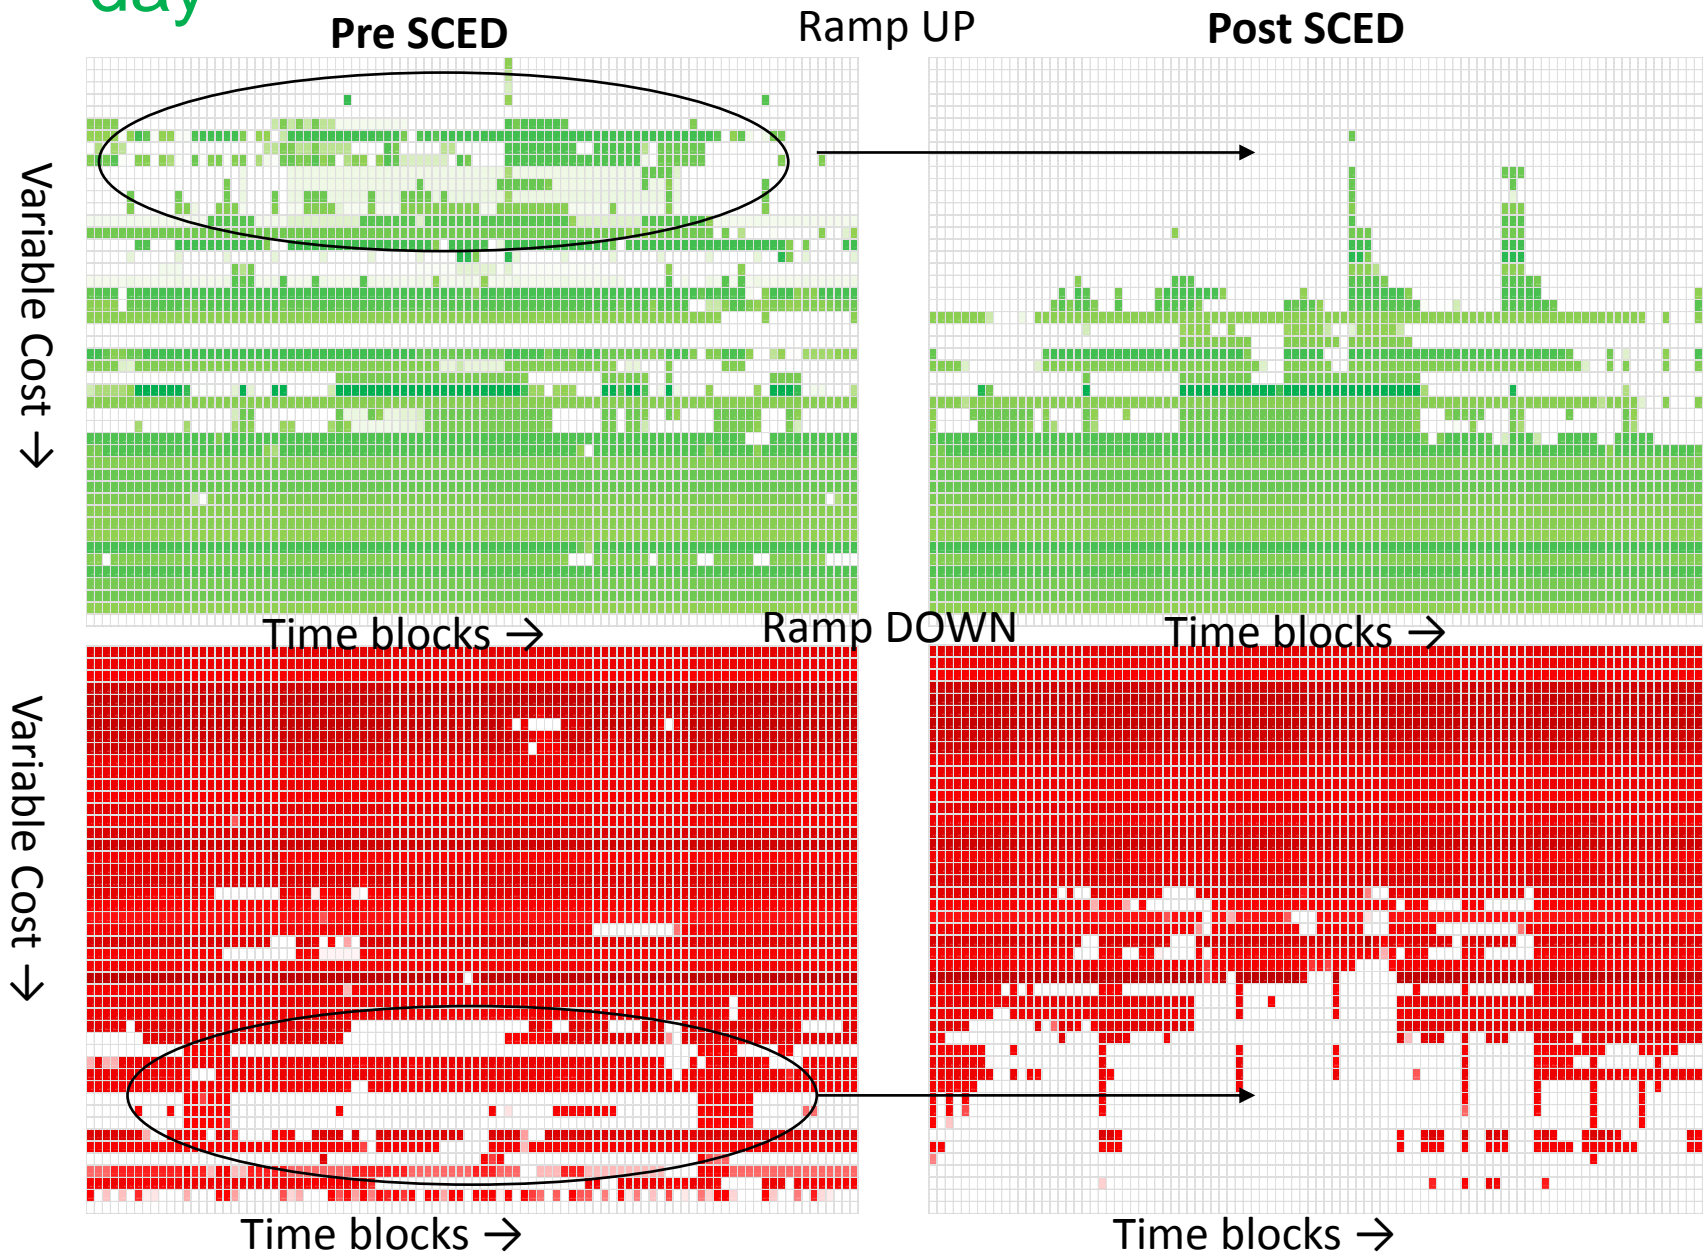 day
Pre SCED
Ramp UP
Post SCED
Variable Cost →
Time blocks →
Ramp DOWN
Time blocks →
Variable Cost →
Time blocks →
Time blocks →